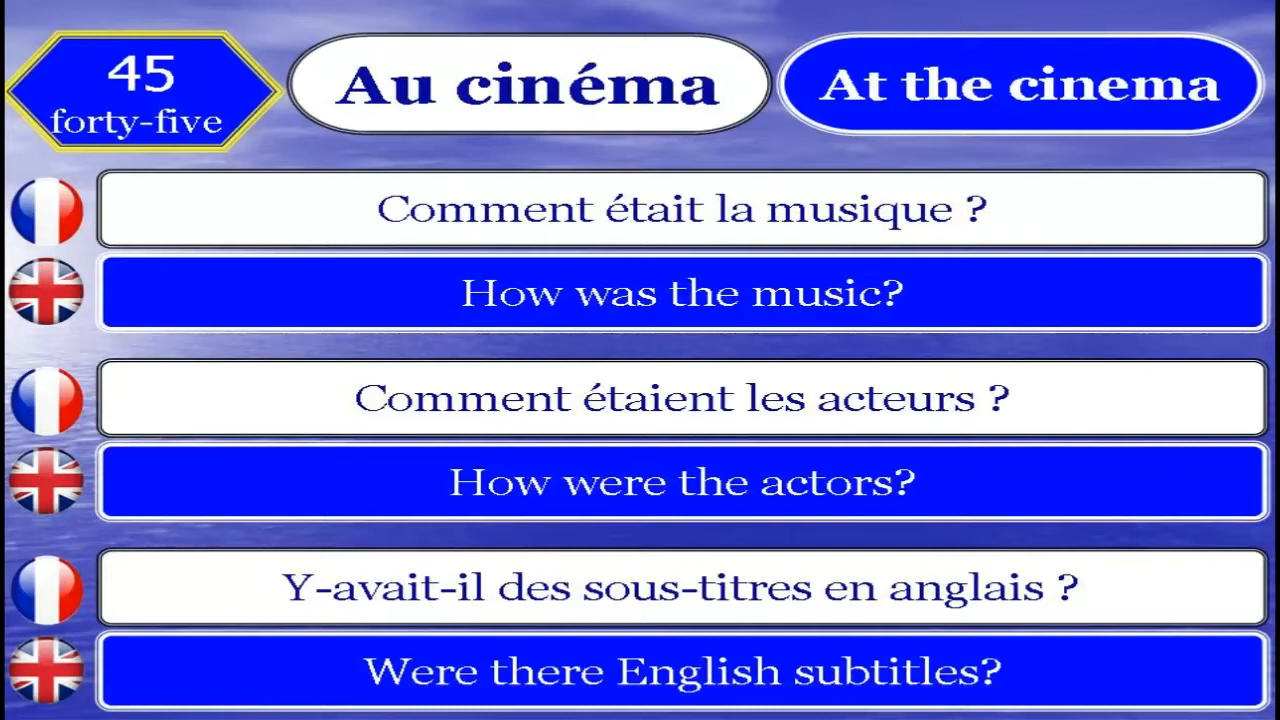 45
forty-five
Au cinéma
At the cinema
Comment était la musique ?
How was the music?
Comment étaient les acteurs ?
How were the actors?
Y-avait-il des sous-titres en anglais ?
Were there English subtitles?